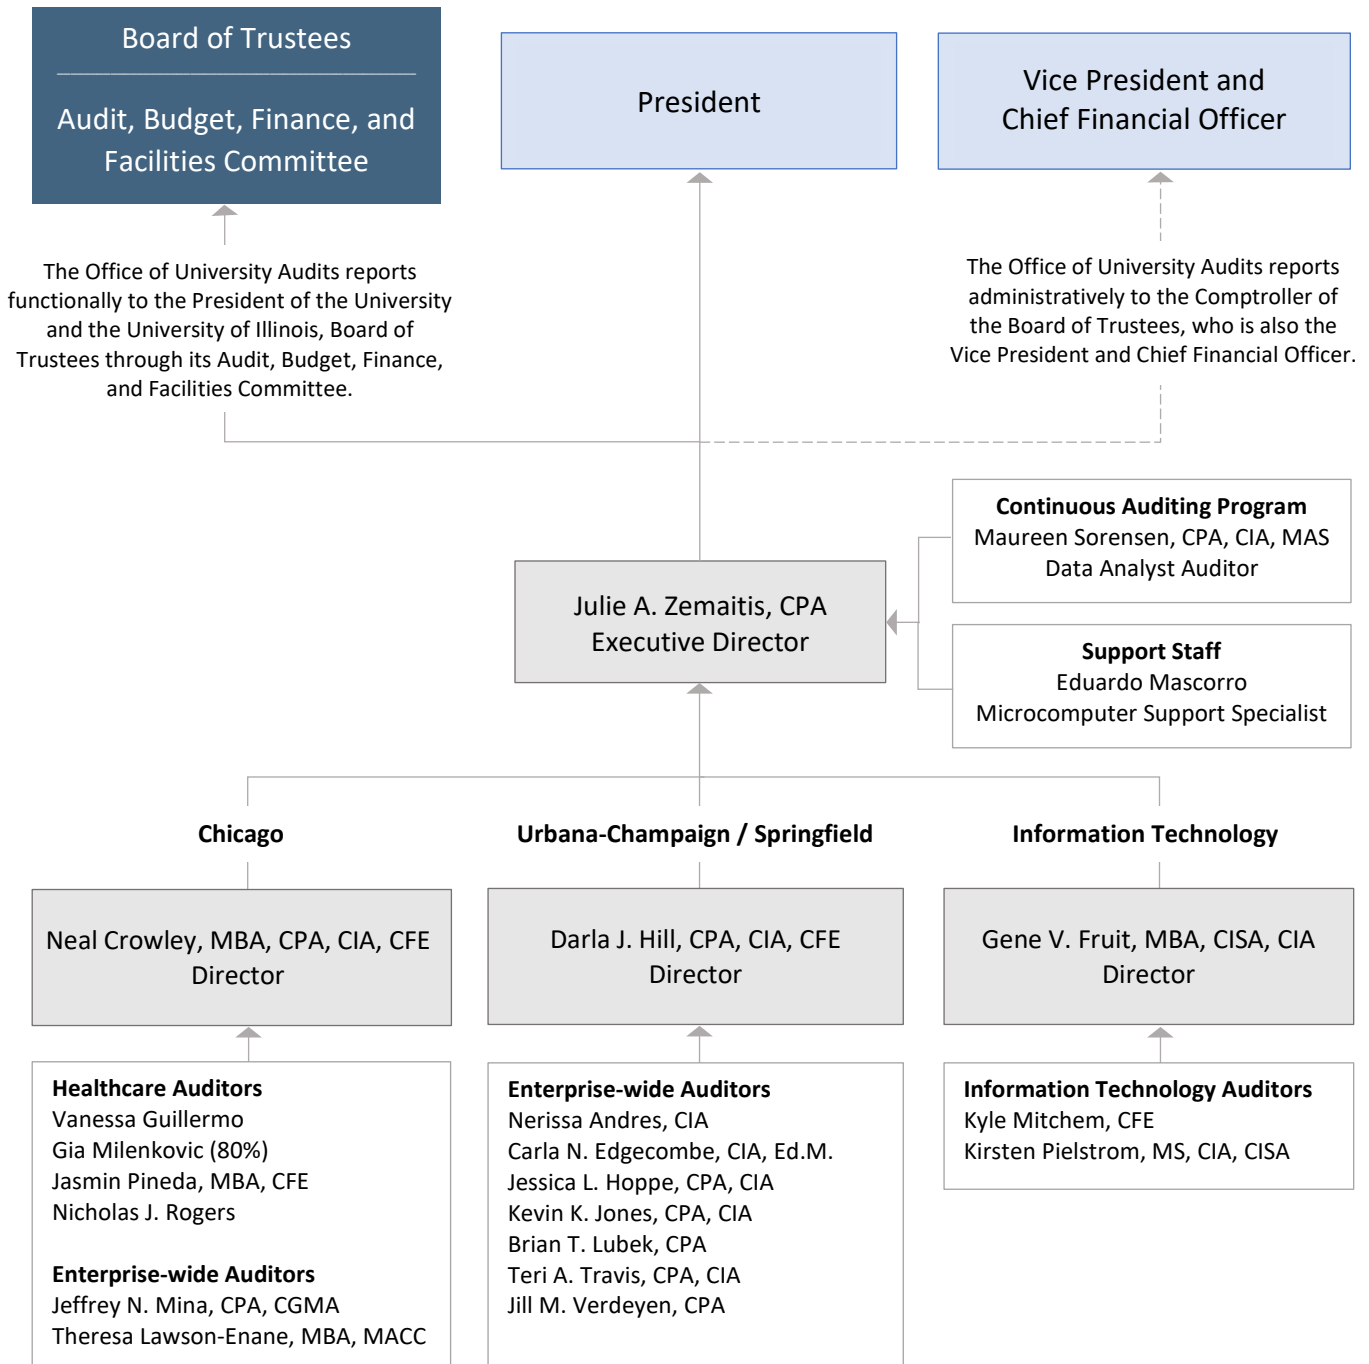 Board of Trustees
Audit, Budget, Finance, and
Facilities Committee
President
Vice President and
Chief Financial Officer
The Office of University Audits reports
functionally to the President of the University
and the University of Illinois, Board of
Trustees through its Audit, Budget, Finance,
and Facilities Committee.
The Office of University Audits reports
administratively to the Comptroller of
the Board of Trustees, who is also the
Vice President and Chief Financial Officer.
Continuous Auditing Program
Maureen Sorensen, CPA, CIA, MAS
Data Analyst Auditor
Julie A. Zemaitis, CPA
Executive Director
Support Staff
Eduardo Mascorro
Microcomputer Support Specialist
Chicago
Urbana-Champaign / Springfield
Information Technology
Neal Crowley, MBA, CPA, CIA, CFE
Director
Darla J. Hill, CPA, CIA, CFE
Director
Gene V. Fruit, MBA, CISA, CIA
Director
Healthcare Auditors
Vanessa Guillermo
Gia Milenkovic (80%)
Jasmin Pineda, MBA, CFE
Nicholas J. Rogers
Enterprise-wide Auditors
Jeffrey N. Mina, CPA, CGMA
Theresa Lawson-Enane, MBA, MACC
Enterprise-wide Auditors
Nerissa Andres, CIA
Carla N. Edgecombe, CIA, Ed.M.
Jessica L. Hoppe, CPA, CIA
Kevin K. Jones, CPA, CIA
Brian T. Lubek, CPA
Teri A. Travis, CPA, CIA
Jill M. Verdeyen, CPA
Information Technology Auditors
Kyle Mitchem, CFE
Kirsten Pielstrom, MS, CIA, CISA